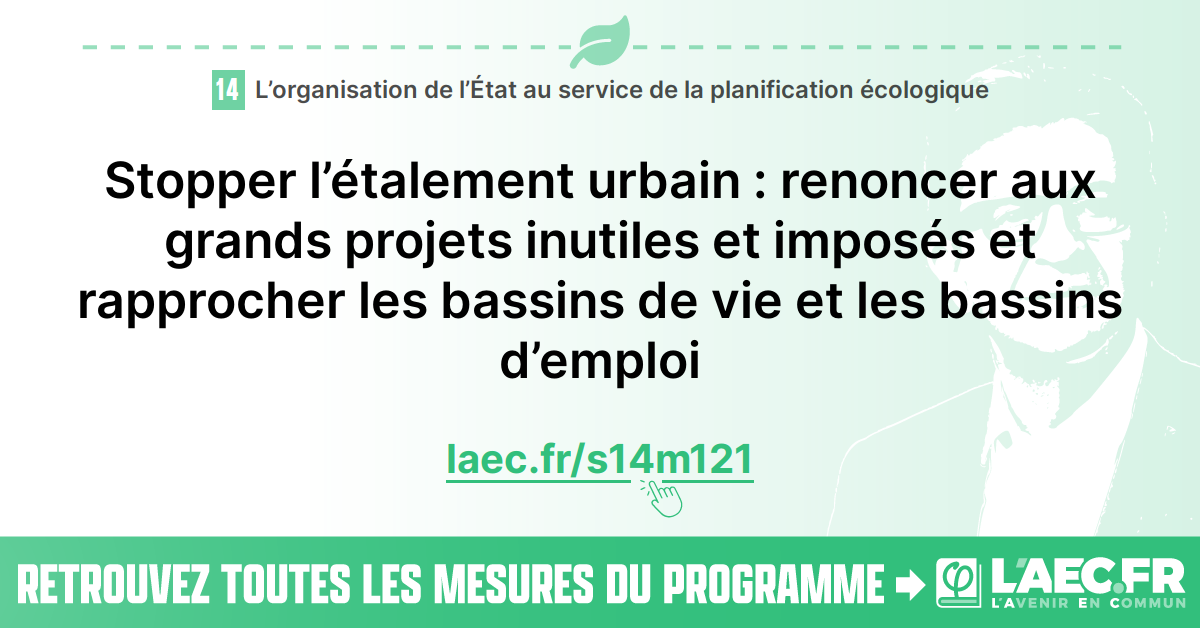 14 L’organisation de l’État au service de la planification écologique
Stopper l’étalement urbain : renoncer aux
grands projets inutiles et imposés et
rapprocher les bassins de vie et les bassins
d’emploi
laec.fr/s14m121
RETROUVEZ TOUTES LES MESURES DU PROGRAMME
φ L’AEC.FR
L’AVENIR EN COMMUN